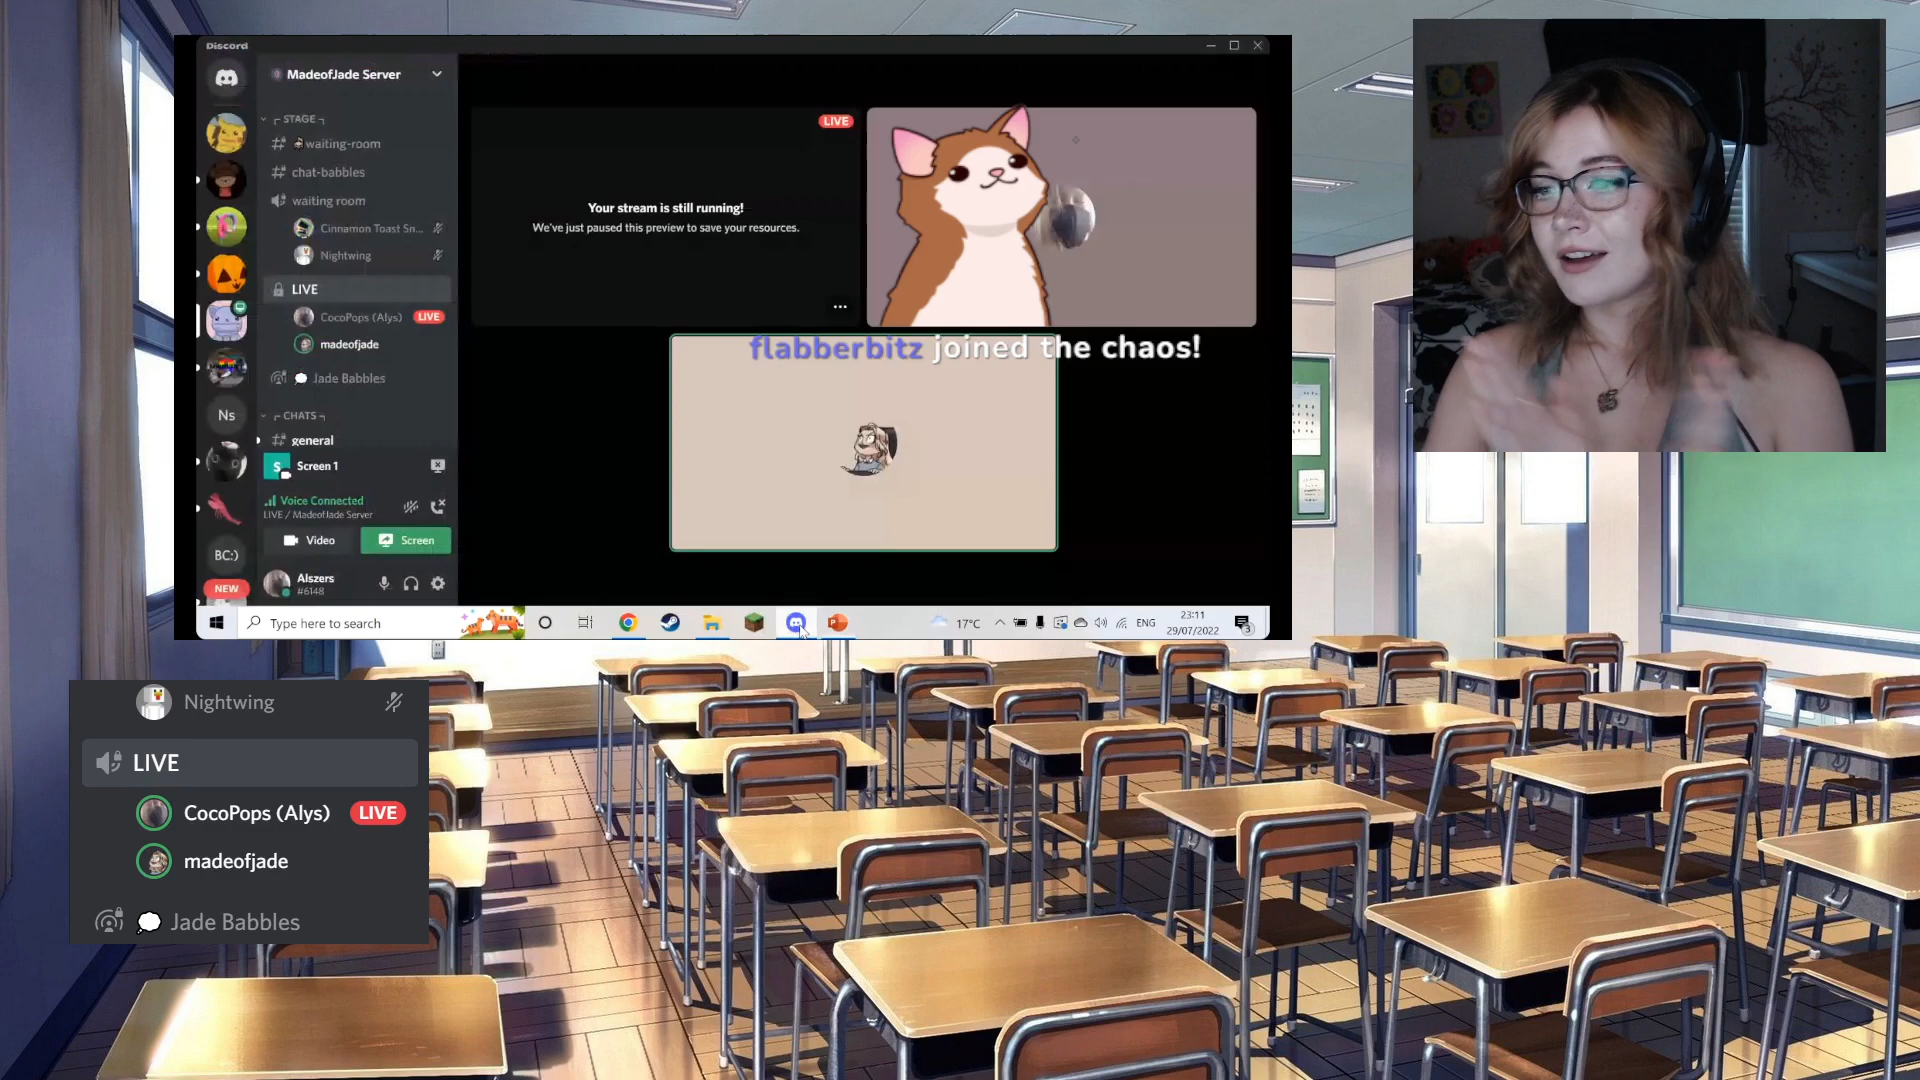 Discord
MadeofJade Server
STAGE
waiting-room
chat-babbles
waiting room
Cinnamon Toast Sn...
Nightwing
LIVE
CocoPops (Alys) LIVE
madeofjade
Jade Babbles
CHATS
general
Screen 1
Voice Connected
LIVE / MadeofJade Server
Video
Screen
Alszers
#6148
Ns
BC:)
NEW
LIVE
Your stream is still running!
We've just paused this preview to save your resources.
flabberbitz joined the chaos!
Type here to search
17°C
ENG
23:11
29/07/2022
3
Nightwing
LIVE
CocoPops (Alys) LIVE
madeofjade
Jade Babbles